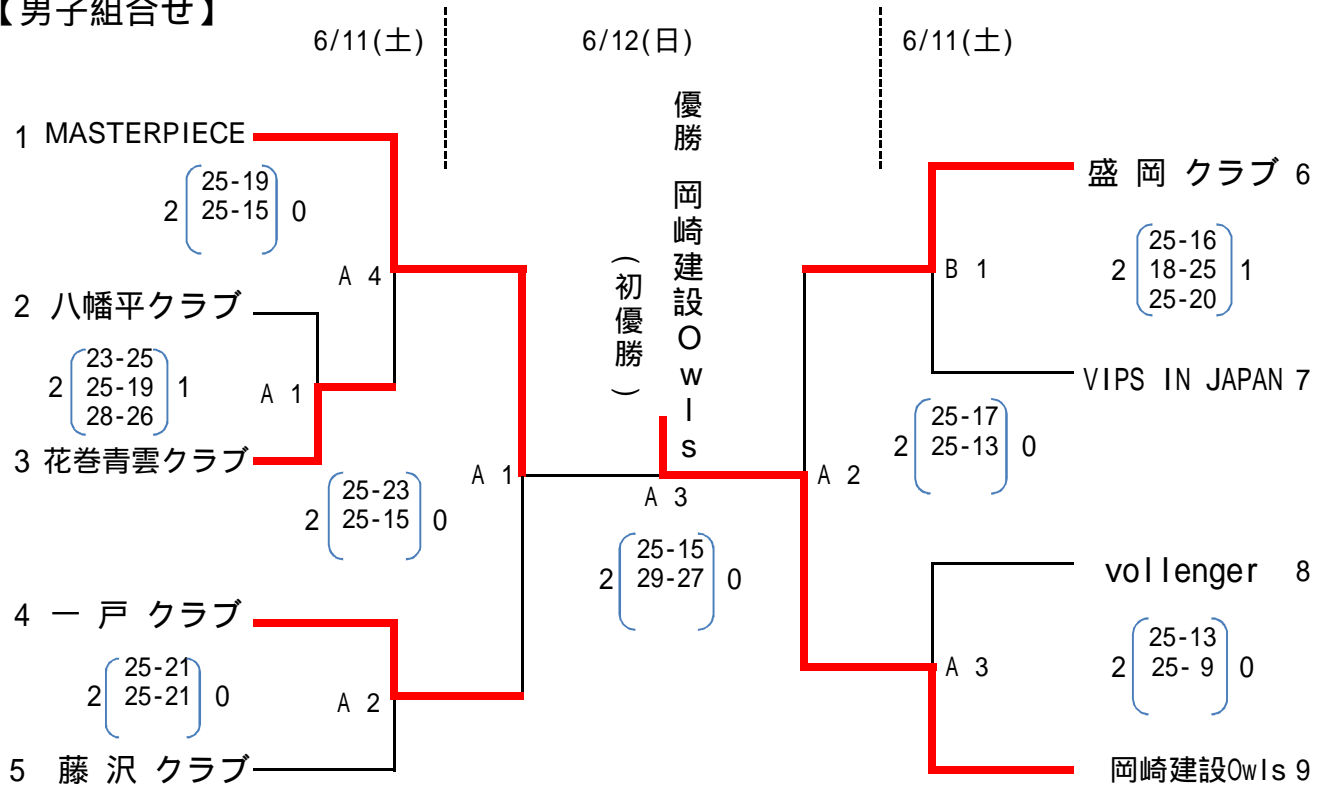 【男子組合せ】
6/11(土)
6/12(日)
6/11(土)
優勝 岡崎建設Owls
(初優勝)
1 MASTERPIECE
25-19
2 25-15 0
A 4
2 八幡平クラブ
23-25
2 25-19 1
28-26
A 1
3 花巻青雲クラブ
25-23
2 25-15 0
A 1
4 一 戸 クラブ
25-21
2 25-21 0
A 2
5 藤 沢 クラブ
A 3
25-15
2 29-27 0
盛 岡 クラブ 6
25-16
2 18-25 1
25-20
B 1
VIPS IN JAPAN 7
25-17
2 25-13 0
A 2
vollenger 8
25-13
2 25- 9 0
A 3
岡崎建設Owls 9